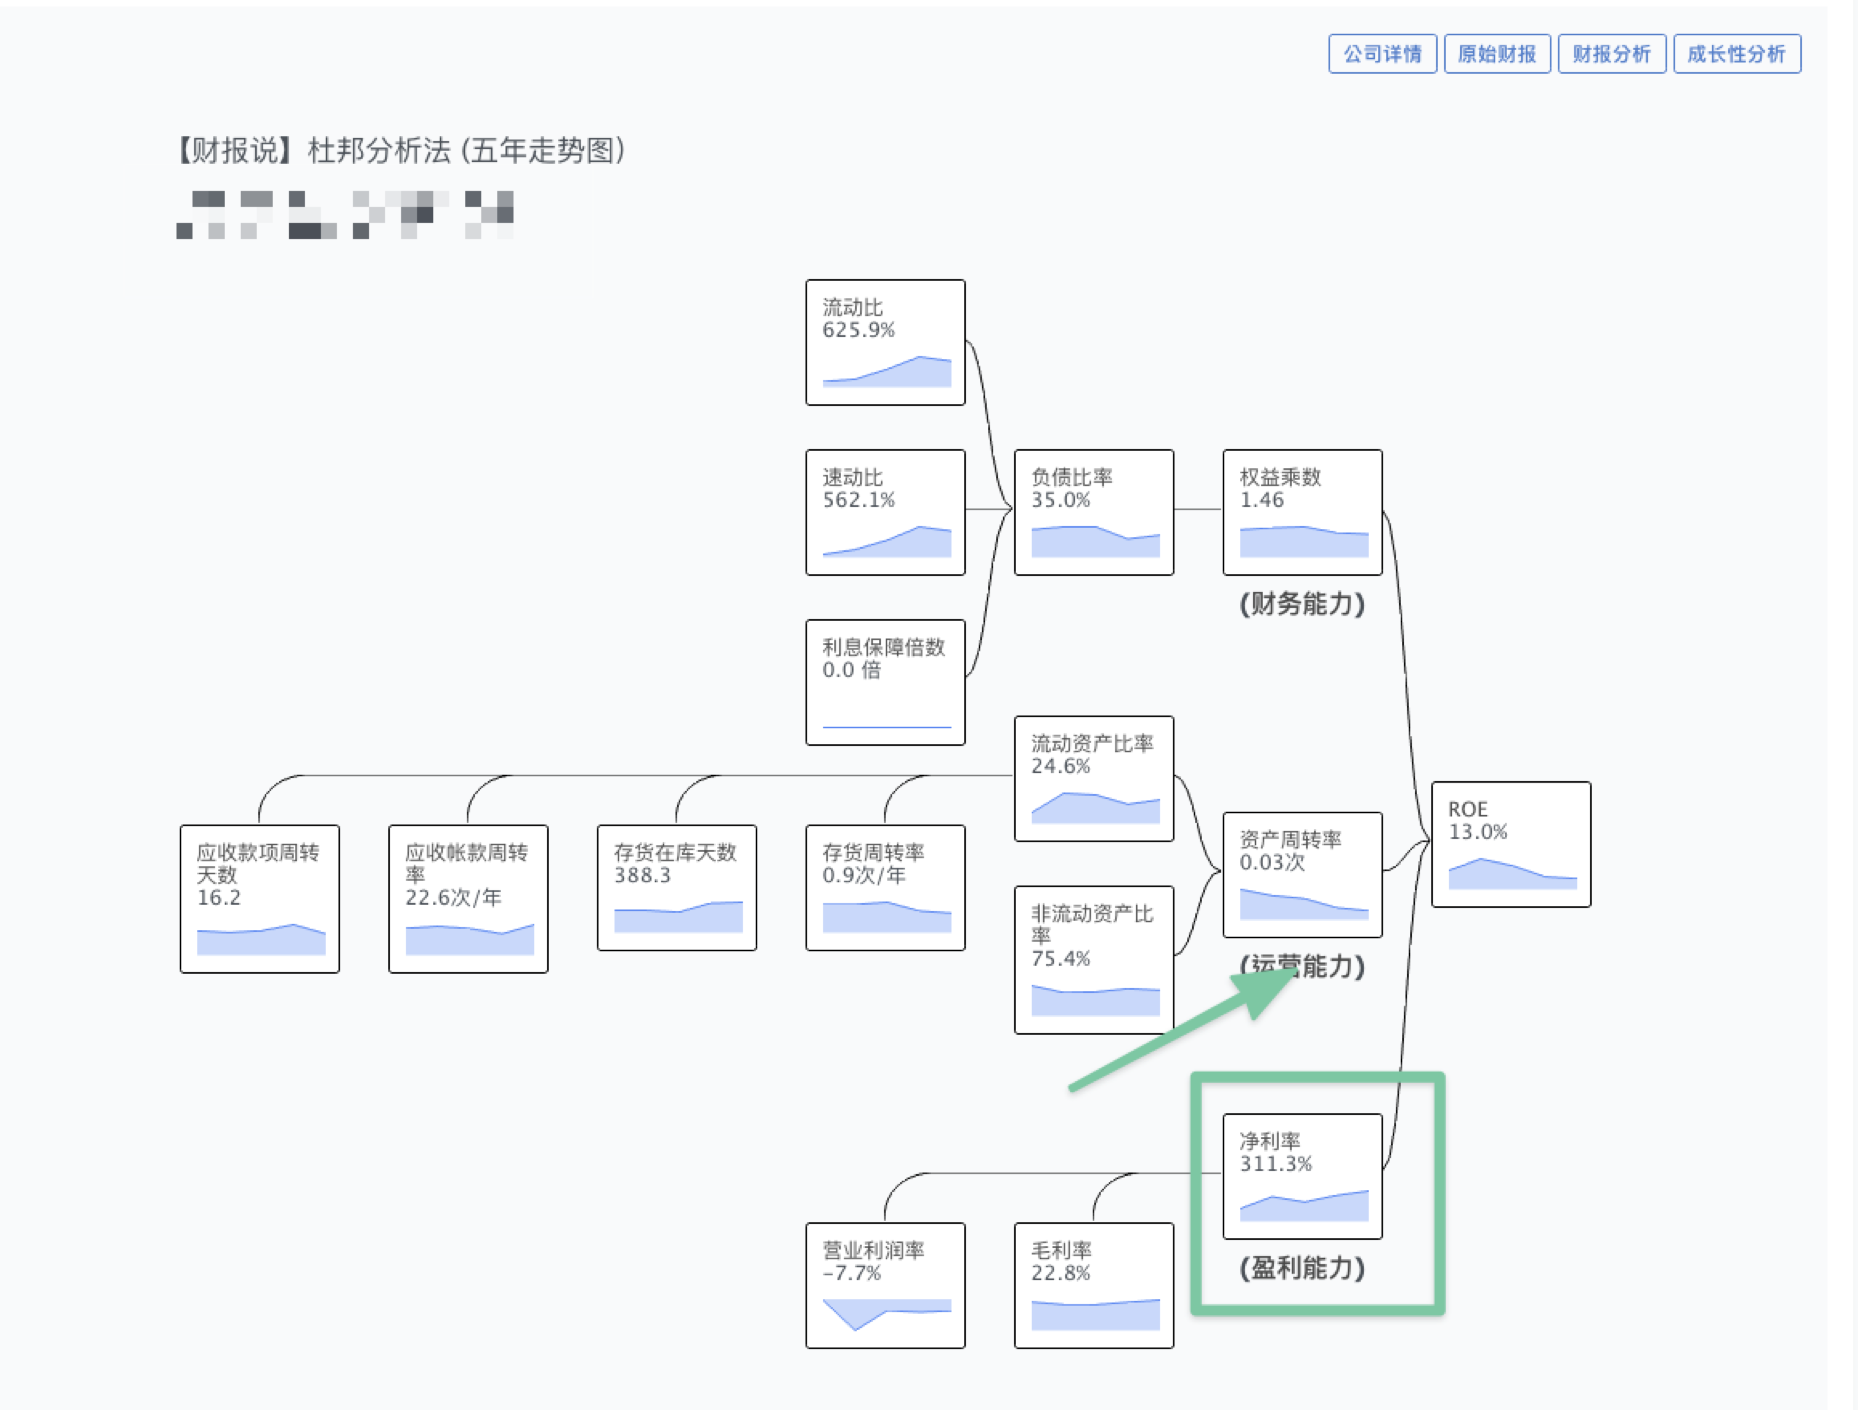 公司详情
原始财报
财报分析
成长性分析
【财报说】杜邦分析法 (五年走势图)
流动比
625.9%
速动比
562.1%
负债比率
35.0%
权益乘数
1.46
(财务能力)
利息保障倍数
0.0 倍
流动资产比率
24.6%
ROE
13.0%
资产周转率
0.03次
(运营能力)
应收款项周转
天数
16.2
应收帐款周转
率
22.6次/年
存货在库天数
388.3
存货周转率
0.9次/年
非流动资产比
率
75.4%
净利率
311.3%
(盈利能力)
营业利润率
-7.7%
毛利率
22.8%